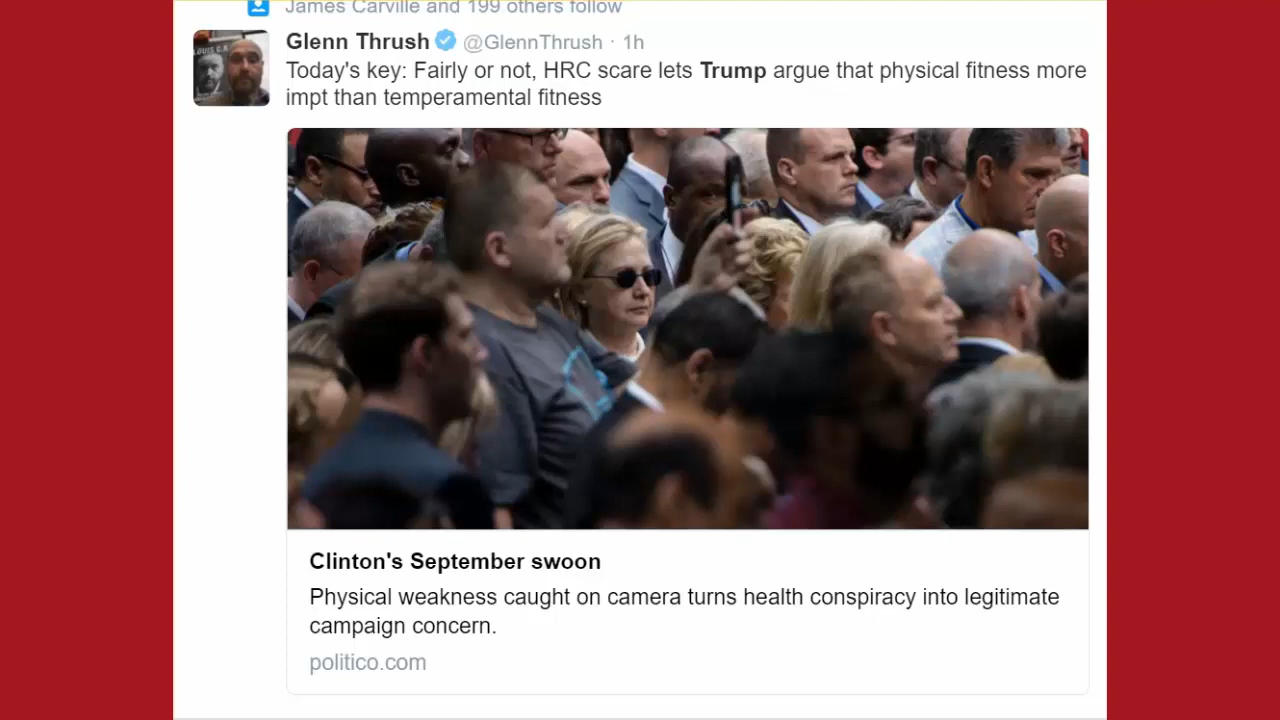 James Carville and 199 others follow
Glenn Thrush @GlennThrush · 1h
Today's key: Fairly or not, HRC scare lets Trump argue that physical fitness more
impt than temperamental fitness
Clinton's September swoon
Physical weakness caught on camera turns health conspiracy into legitimate
campaign concern.
politico.com